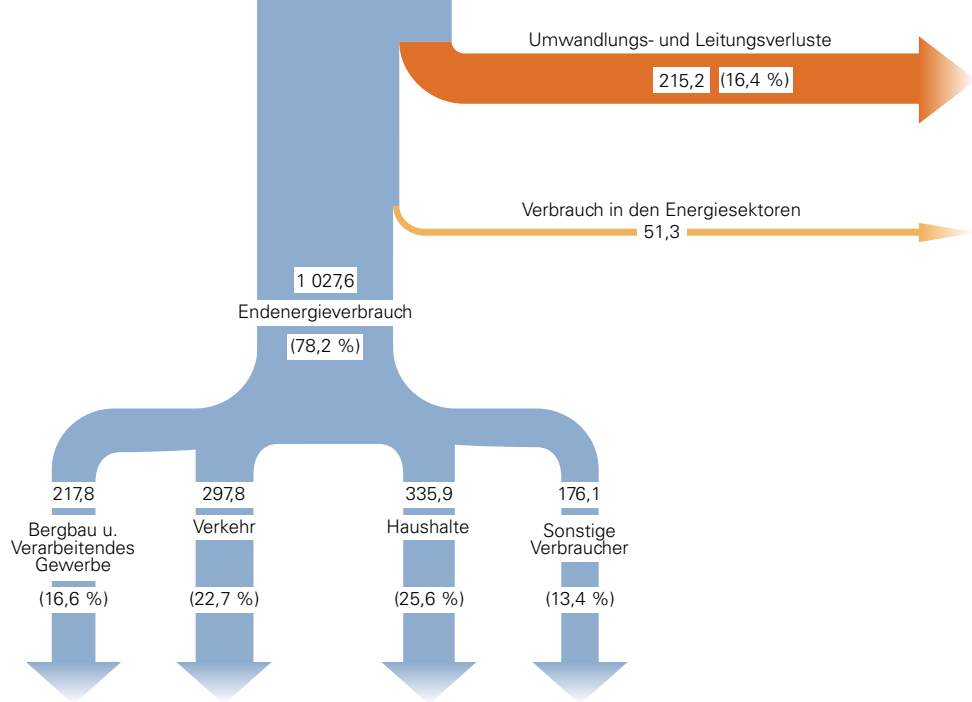 Umwandlungs- und Leitungsverluste
215,2 (16,4 %)
Verbrauch in den Energiesektoren
51,3
1 027,6
Endenergieverbrauch
(78,2 %)
217,8
Bergbau u.
Verarbeitendes
Gewerbe
(16,6 %)
297,8
Verkehr
(22,7 %)
335,9
Haushalte
(25,6 %)
176,1
Sonstige
Verbraucher
(13,4 %)